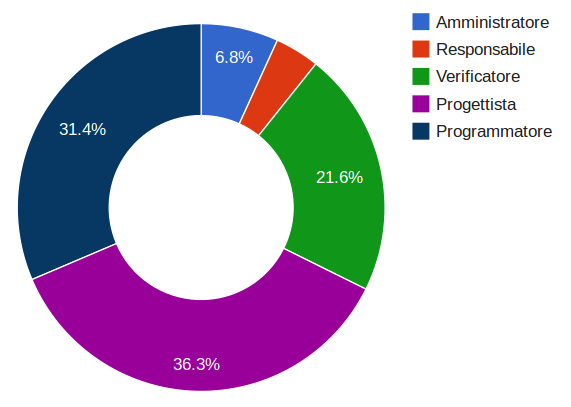 Amministratore
Responsabile
Verificatore
Progettista
Programmatore
6.8%
21.6%
36.3%
31.4%